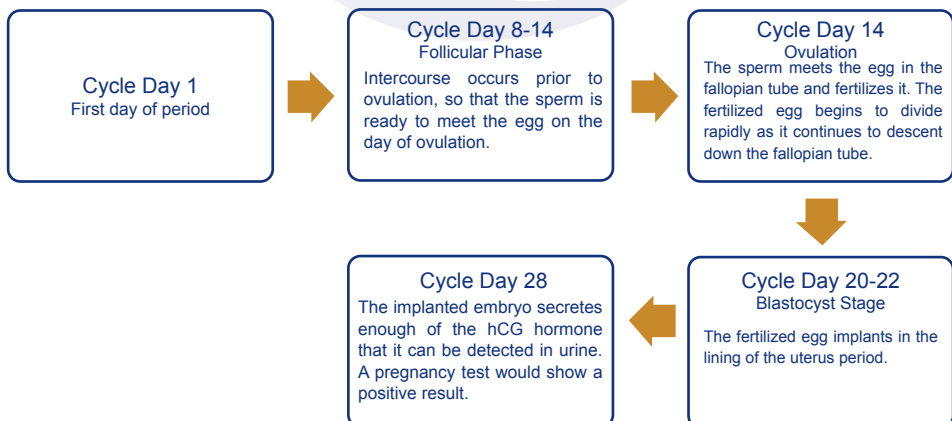 Cycle Day 1
First day of period
Cycle Day 8-14
Follicular Phase
Intercourse occurs prior to
ovulation, so that the sperm is
ready to meet the egg on the
day of ovulation.
Cycle Day 14
Ovulation
The sperm meets the egg in the
fallopian tube and fertilizes it. The
fertilized egg begins to divide
rapidly as it continues to descent
down the fallopian tube.
Cycle Day 20-22
Blastocyst Stage
The fertilized egg implants in the
lining of the uterus period.
Cycle Day 28
The implanted embryo secretes
enough of the hCG hormone
that it can be detected in urine.
A pregnancy test would show a
positive result.